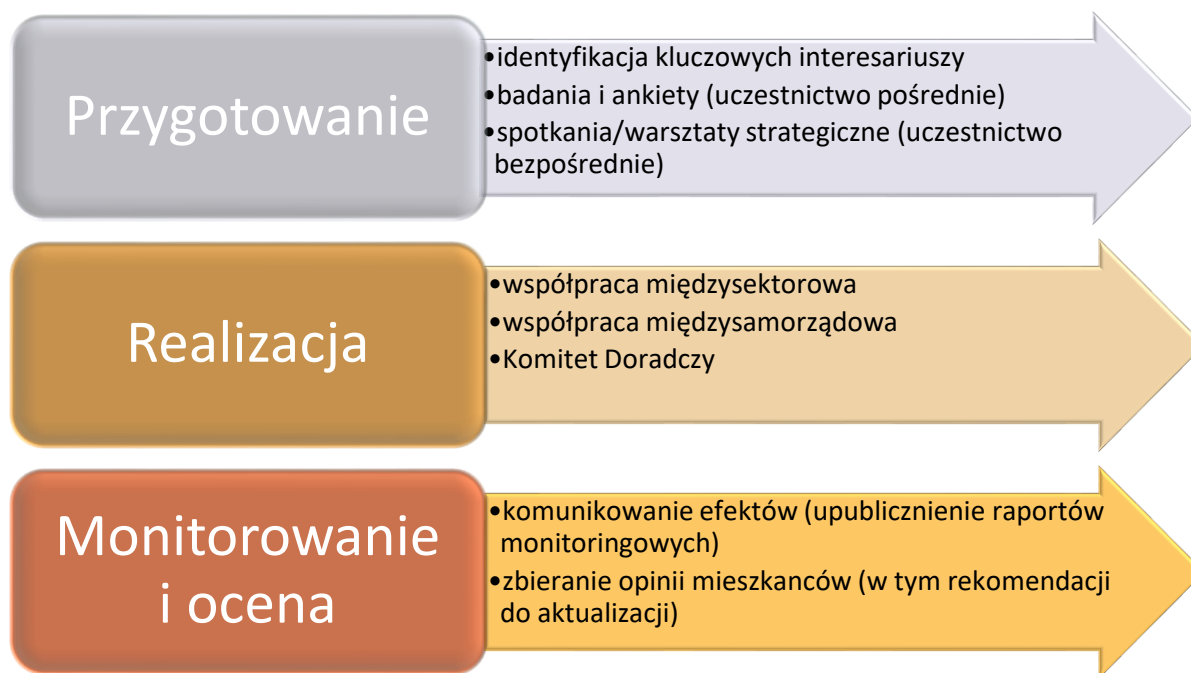 Przygotowanie
•identyfikacja kluczowych interesariuszy
•badania i ankiety (uczestnictwo pośrednie)
•spotkania/warsztaty strategiczne (uczestnictwo
bezpośrednie)
Realizacja
•współpraca międzysektorowa
•współpraca międzysamorządowa
•Komitet Doradczy
Monitorowanie
i ocena
•komunikowanie efektów (upublicznienie raportów
monitoringowych)
•zbieranie opinii mieszkanców (w tym rekomendacji
do aktualizacji)